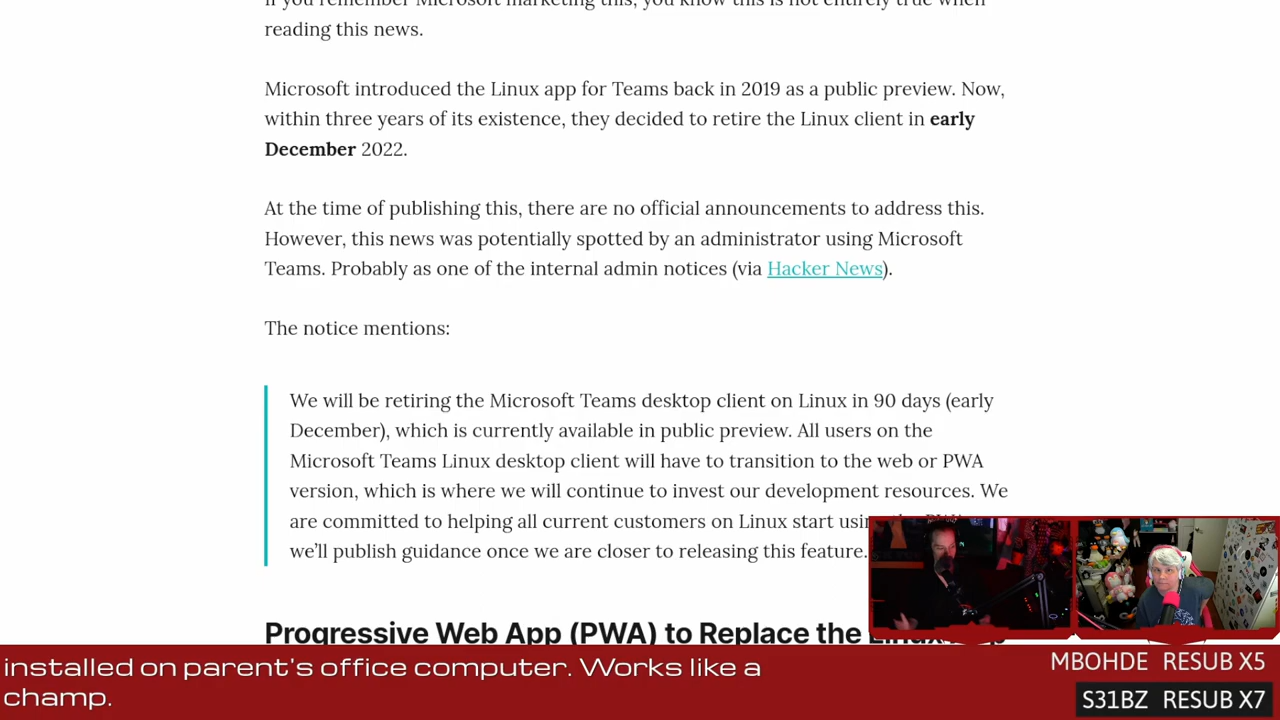 If you remember Microsoft marketing this, you know this is not entirely true when
reading this news.
Microsoft introduced the Linux app for Teams back in 2019 as a public preview. Now,
within three years of its existence, they decided to retire the Linux client in early
December 2022.
At the time of publishing this, there are no official announcements to address this.
However, this news was potentially spotted by an administrator using Microsoft
Teams. Probably as one of the internal admin notices (via Hacker News).
The notice mentions:
We will be retiring the Microsoft Teams desktop client on Linux in 90 days (early
December), which is currently available in public preview. All users on the
Microsoft Teams Linux desktop client will have to transition to the web or PWA
version, which is where we will continue to invest our development resources. We
are committed to helping all current customers on Linux start
we'll publish guidance once we are closer to releasing this feature.
Progressive Web App (PWA) to Replace the
installed on parent's office computer. Works like a
champ.
MBOHDE RESUB X5
S31BZ RESUB X7